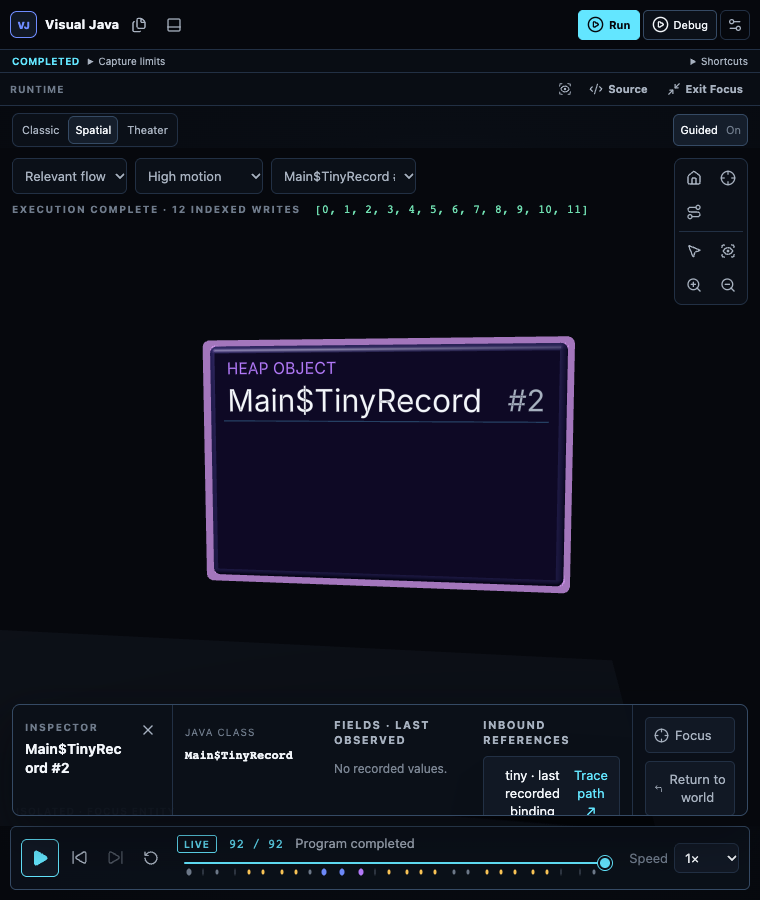 VJ Visual Java Run Debug
COMPLETED Capture limits Shortcuts
RUNTIME Source Exit Focus
Classic Spatial Theater Guided On
Relevant flow High motion Main$TinyRecord
EXECUTION COMPLETE · 12 INDEXED WRITES [0, 1, 2, 3, 4, 5, 6, 7, 8, 9, 10, 11]
HEAP OBJECT
Main$TinyRecord #2
INSPECTOR
Main$TinyRec
ord #2
JAVA CLASS
Main$TinyRecord
FIELDS · LAST
OBSERVED
No recorded values.
INBOUND
REFERENCES
tiny · last
recorded
binding
Trace
path
↗
Focus
Return to
world
LIVE 92 / 92 Program completed
Speed 1×